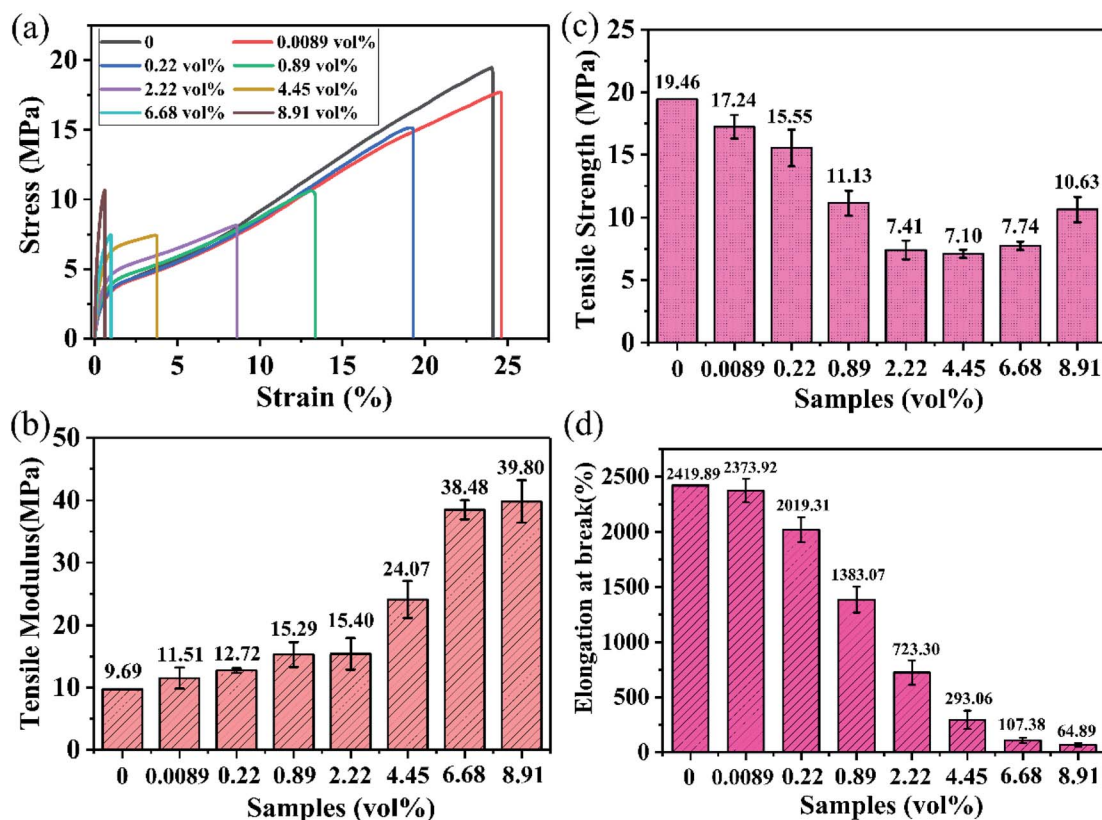 (a)
Stress (MPa)
20
15
10
5
0
0 0.0089 vol%
0.22 vol% 0.89 vol%
2.22 vol% 4.45 vol%
6.68 vol% 8.91 vol%
0 5 10 15 20 25
Strain (%)
(c)
Tensile Strength (MPa)
25
20
15
10
5
0
19.46 17.24 15.55 11.13 7.41 7.10 7.74 10.63
0 0.0089 0.22 0.89 2.22 4.45 6.68 8.91
Samples (vol%)
(b)
Tensile Modulus(MPa)
50
40
30
20
10
0
9.69 11.51 12.72 15.29 15.40 24.07 38.48 39.80
0 0.0089 0.22 0.89 2.22 4.45 6.68 8.91
Samples (vol%)
(d)
Elongation at break(%)
2500
2000
1500
1000
500
0
2419.89 2373.92 2019.31 1383.07 723.30 293.06 107.38 64.89
0 0.0089 0.22 0.89 2.22 4.45 6.68 8.91
Samples (vol%)